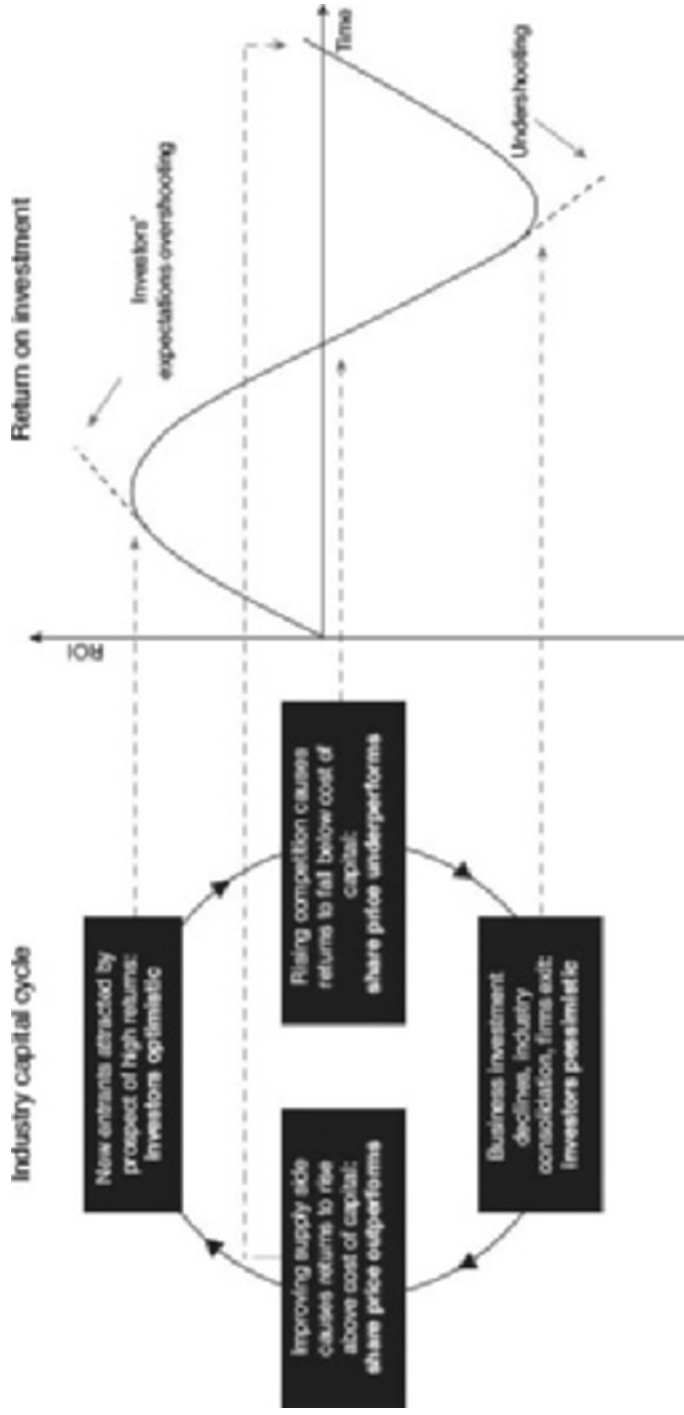 Industry capital cycle
New entrants attracted by
prospect of high returns:
Investors optimistic
Rising competition causes
returns to fall below cost of
capital:
share price underperforms
Business investment
declines, industry
consolidation, firms exit:
Investors pessimistic
Improving supply side
causes returns to rise
above cost of capital:
share price outperforms
Return on investment
ROI
Investors'
expectations overshooting
Time
Undershooting